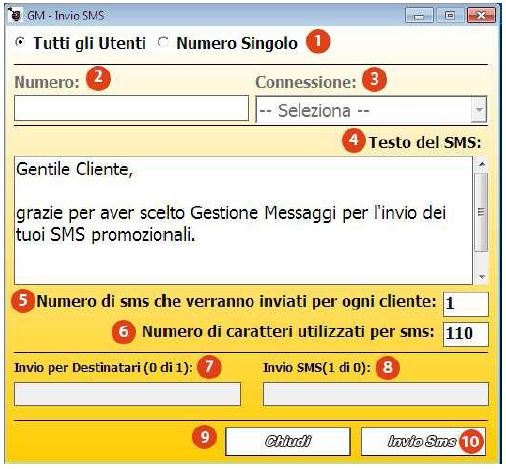 GM - Invio SMS
Tutti gli Utenti Numero Singolo 1
Numero: 2 Connessione: 3
-- Seleziona --
4 Testo del SMS:
Gentile Cliente,
grazie per aver scelto Gestione Messaggi per l'invio dei
tuoi SMS promozionali.
5 Numero di sms che verranno inviati per ogni cliente: 1
6 Numero di caratteri utilizzati per sms: 110
Invio per Destinatari (0 di 1): 7 Invio SMS(1 di 0): 8
9 Chiudi Invio Sms 10